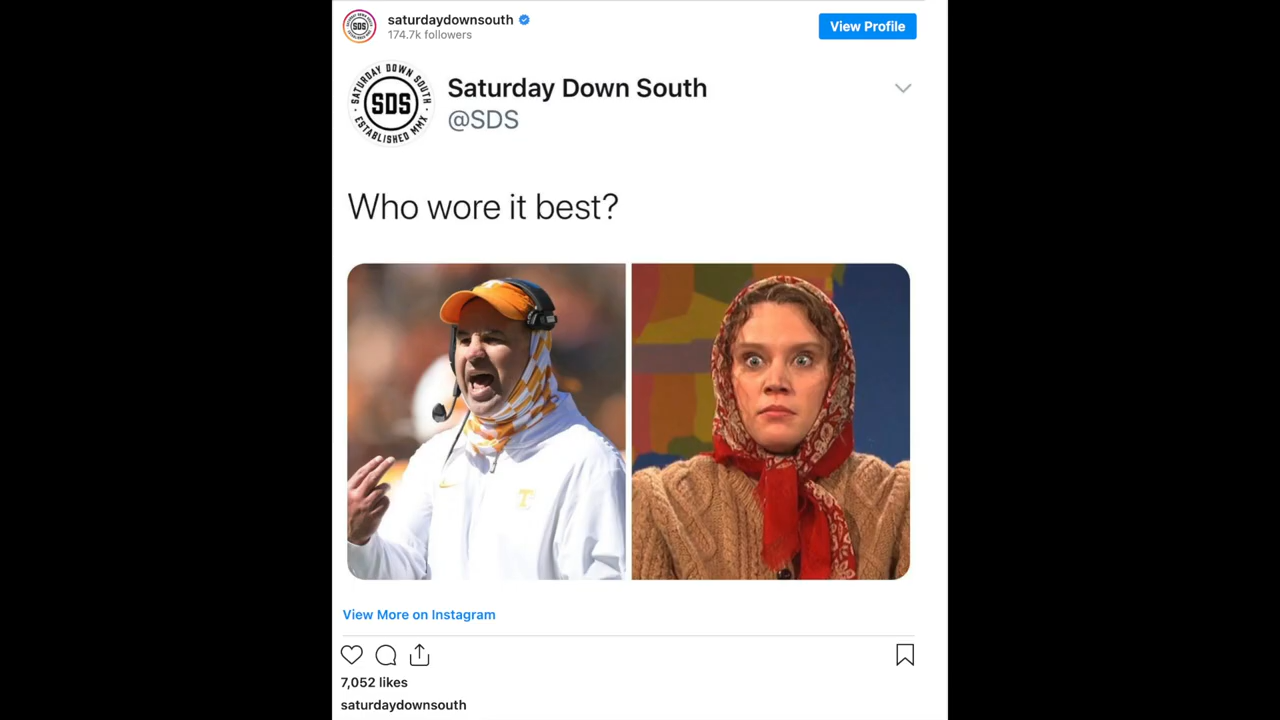 saturdaydownsouth
174.7k followers
View Profile
SATURDAY DOWN SOUTH
SDS
ESTABLISHED MMX
Saturday Down South
@SDS
Who wore it best?
T
View More on Instagram
7,052 likes
saturdaydownsouth